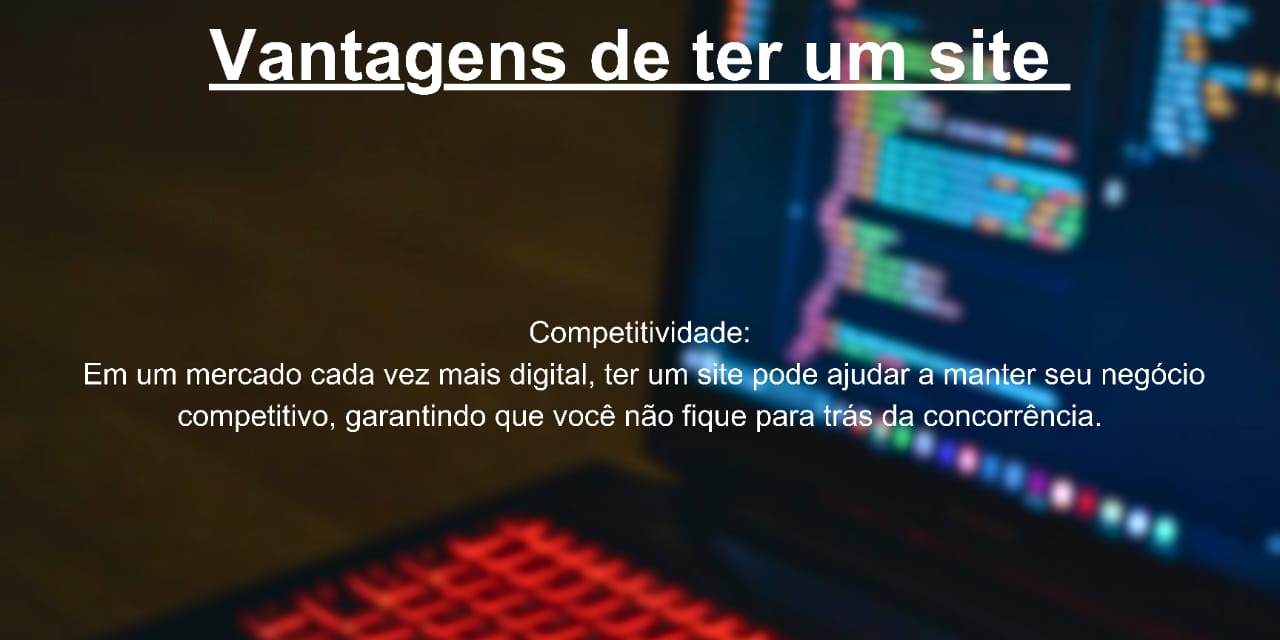 Vantagens de ter um site
Competitividade:
Em um mercado cada vez mais digital, ter um site pode ajudar a manter seu negócio
competitivo, garantindo que você não fique para trás da concorrência.